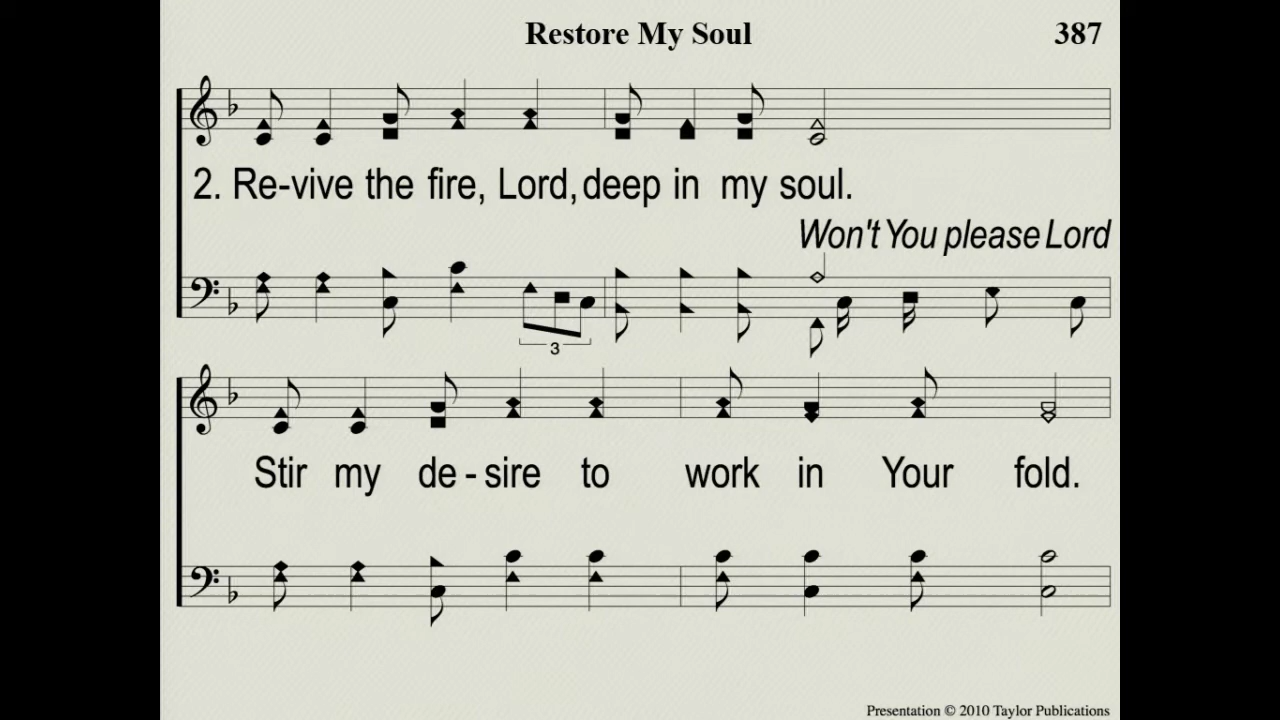 Restore My Soul 387
2. Re-vive the fire, Lord, deep in my soul.
Won't You please Lord
3
Stir my de - sire to work in Your fold.
Presentation © 2010 Taylor Publications